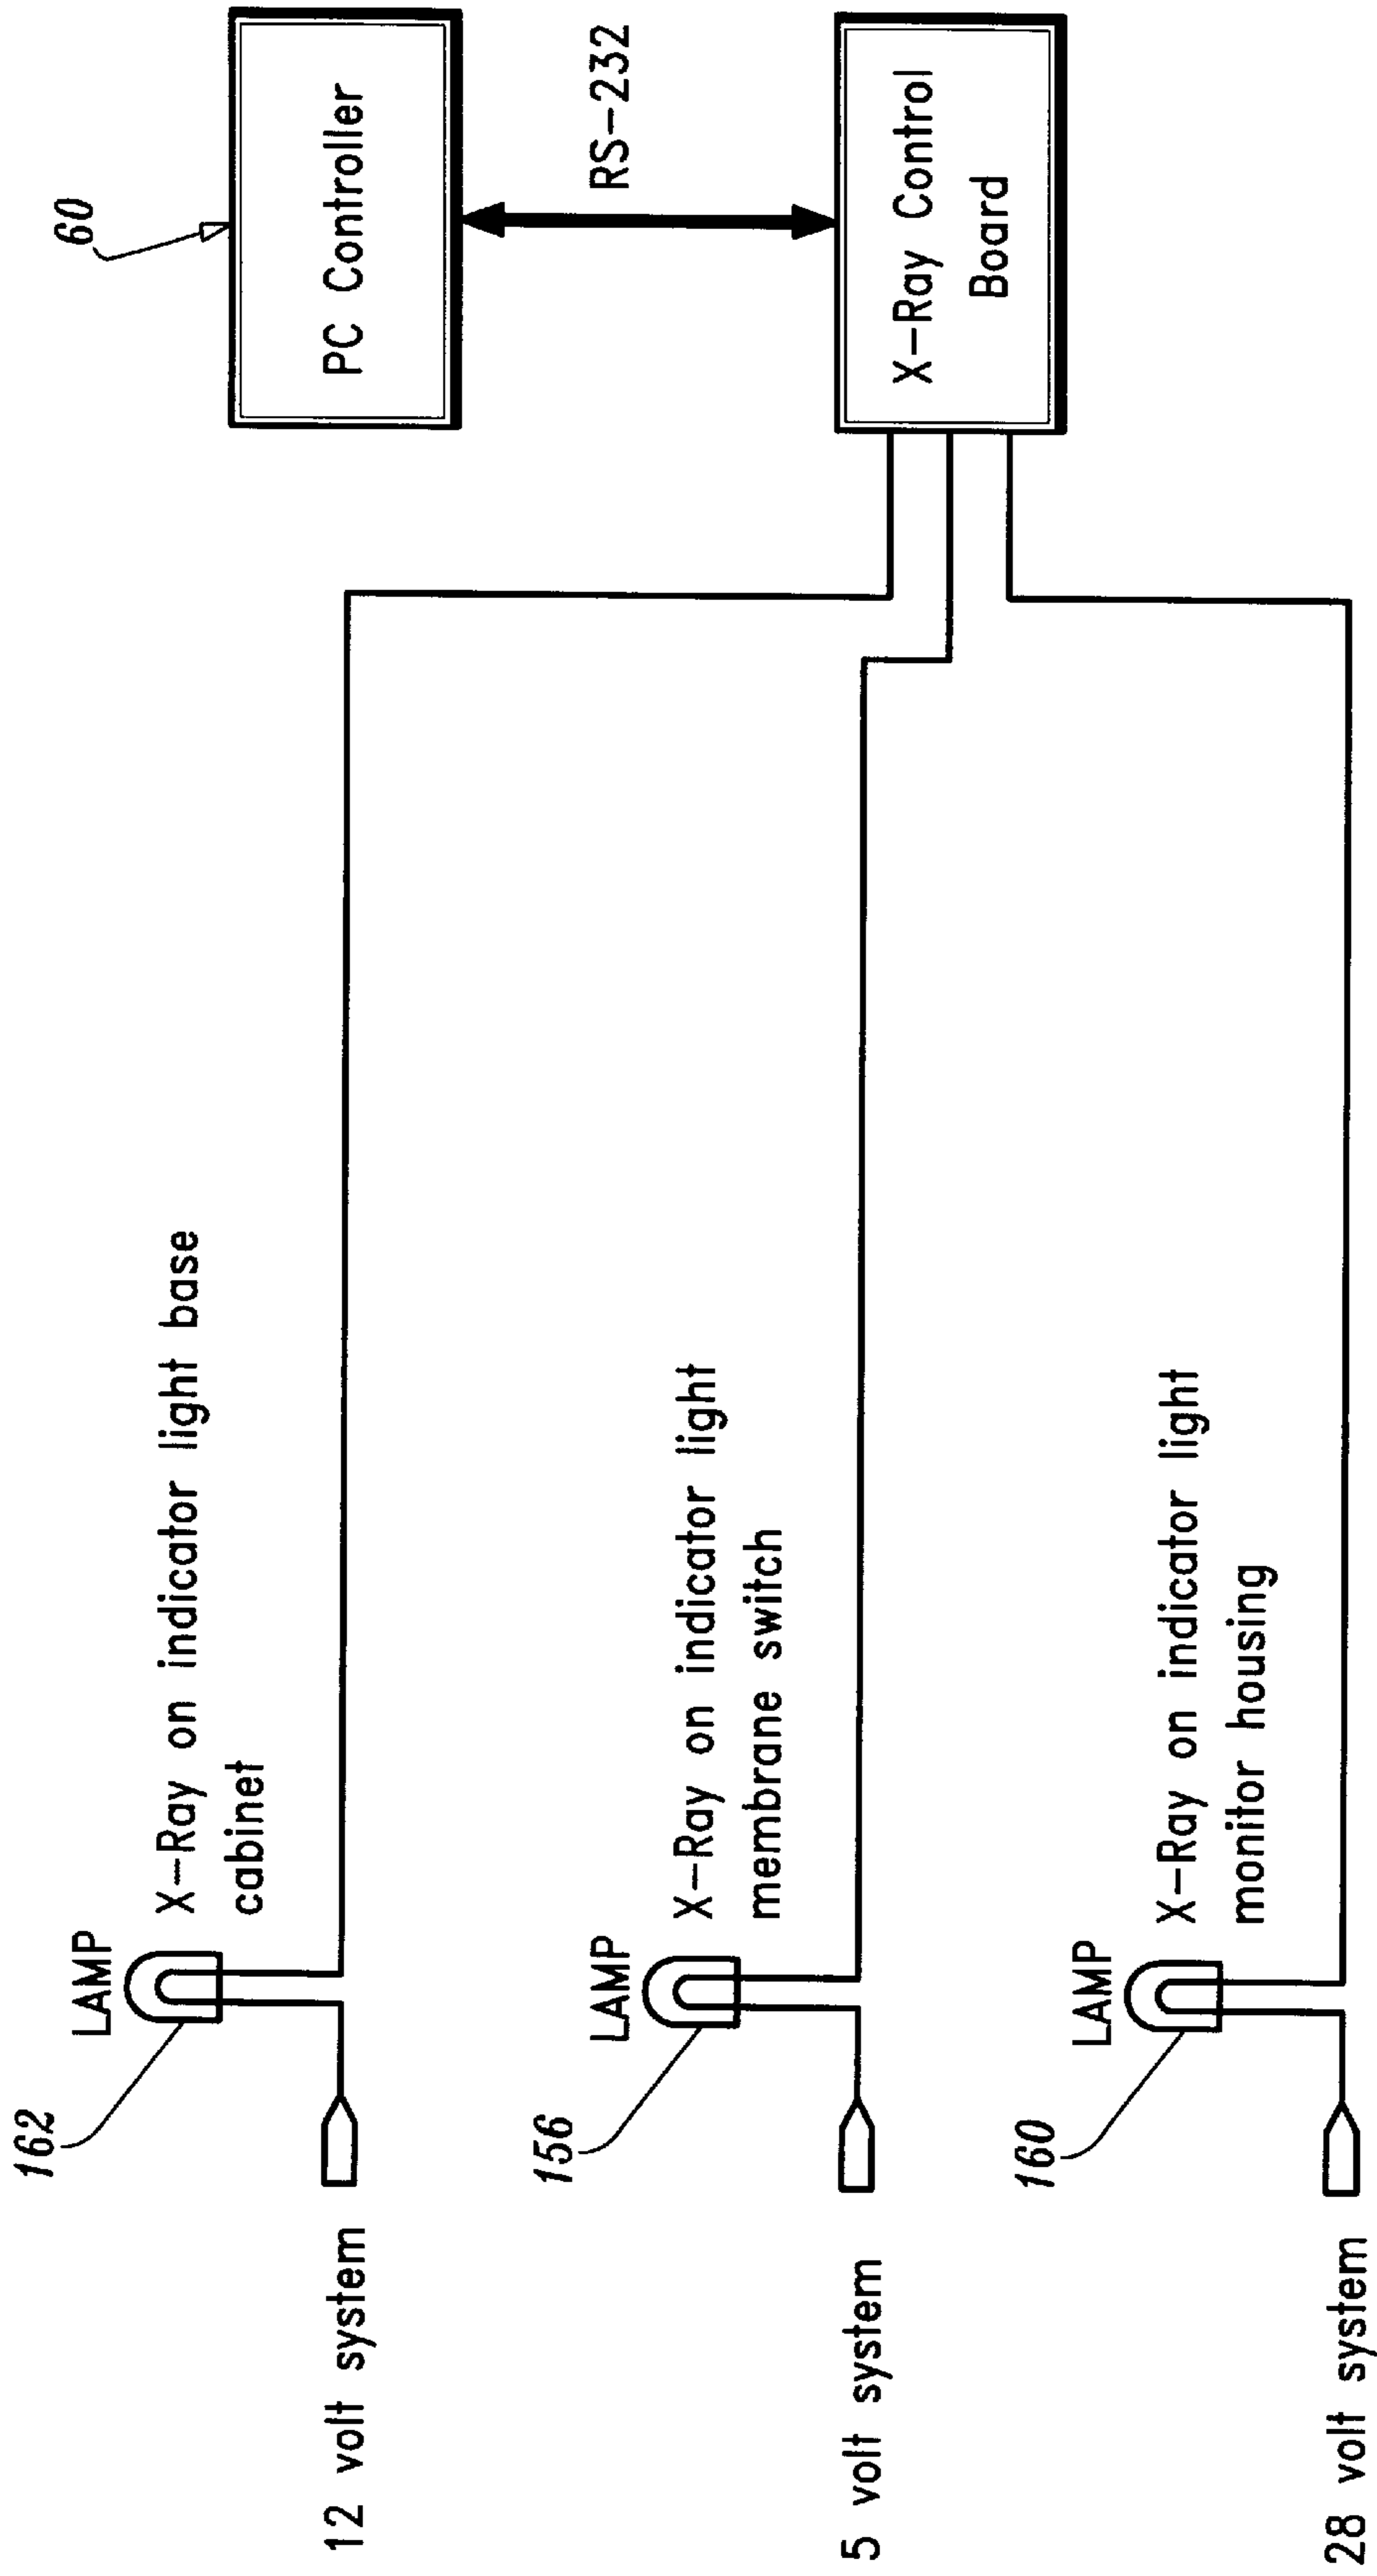 60
PC Controller
RS-232
X-Ray Control
Board
162
LAMP
X-Ray on indicator light base
cabinet
12 volt system
156
LAMP
X-Ray on indicator light
membrane switch
5 volt system
160
LAMP
X-Ray on indicator light
monitor housing
28 volt system